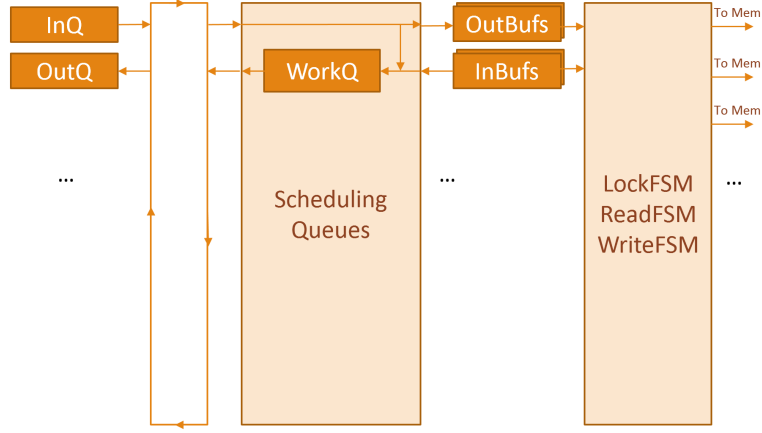 InQ
OutBufs
To Mem
OutQ
WorkQ
InBufs
To Mem
To Mem
...
...
...
Scheduling
Queues
LockFSM
ReadFSM
WriteFSM